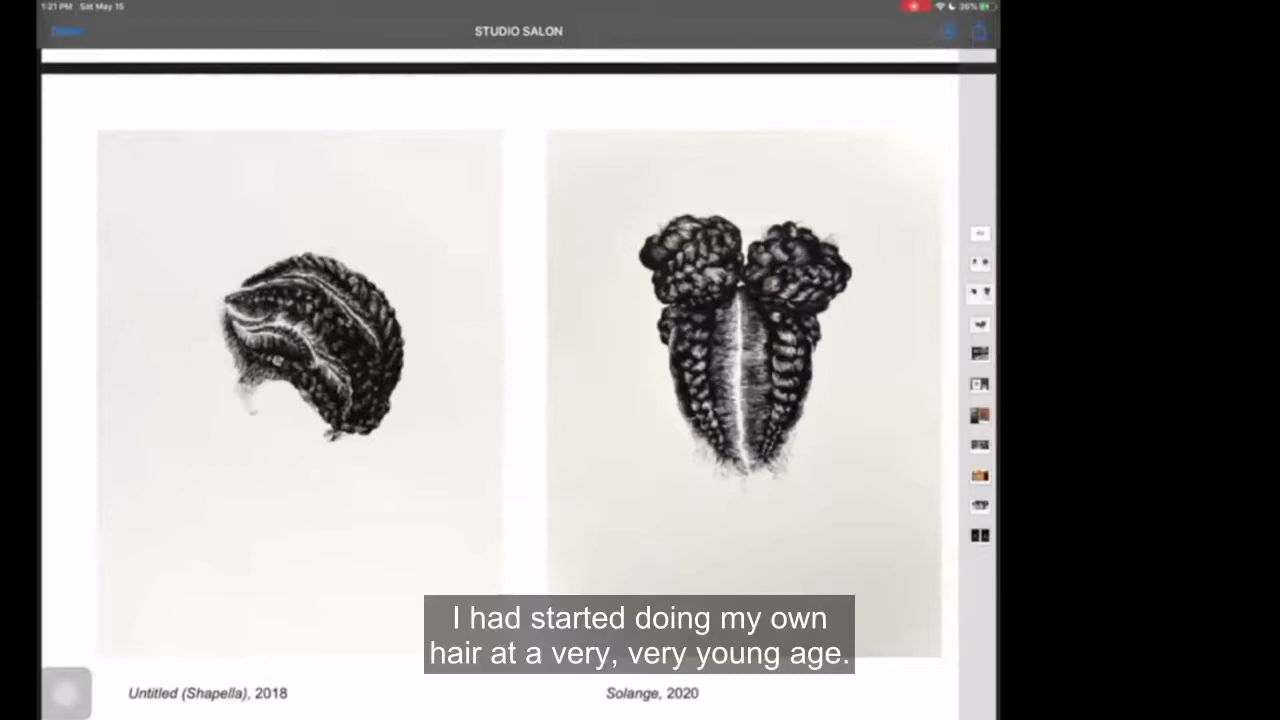 1:21 PM Sat May 15
36%
STUDIO SALON
I had started doing my own
hair at a very, very young age.
Untitled (Shapella), 2018
Solange, 2020